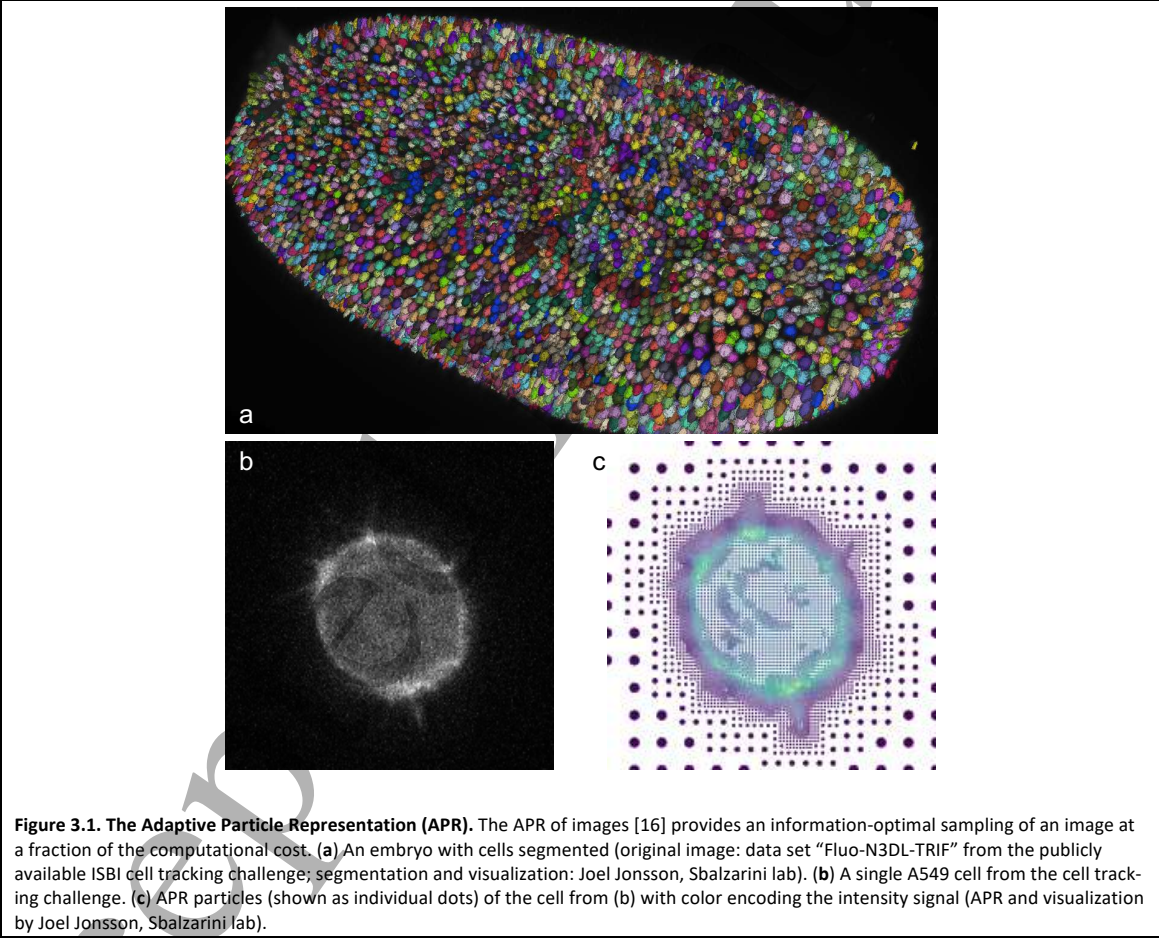 a
b
c
Figure 3.1. The Adaptive Particle Representation (APR). The APR of images [16] provides an information-optimal sampling of an image at
a fraction of the computational cost. (a) An embryo with cells segmented (original image: data set “Fluo-N3DL-TRIF” from the publicly
available ISBI cell tracking challenge; segmentation and visualization: Joel Jonsson, Sbalzarini lab). (b) A single A549 cell from the cell track-
ing challenge. (c) APR particles (shown as individual dots) of the cell from (b) with color encoding the intensity signal (APR and visualization
by Joel Jonsson, Sbalzarini lab).